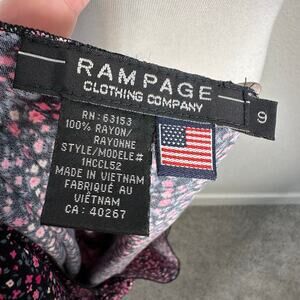 RAMPAGE
CLOTHING COMPANY
9
RN: 63153
100% RAYON/
RAYONNE
STYLE/MODELE#
1HCCL52
MADE IN VIETNAM
FABRIQUÉ AU
VIÊTNAM
CA: 40267